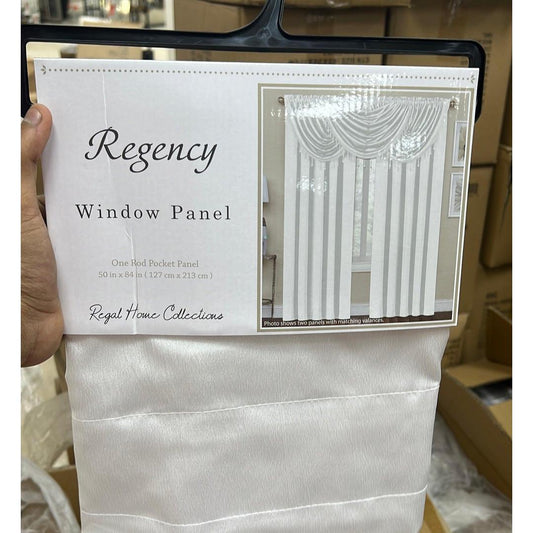 Regency
Window Panel
One Rod Pocket Panel
50 in x 84 in ( 127 cm x 213 cm )
Regal Home Collections
Photo shows two panels with matching valances.